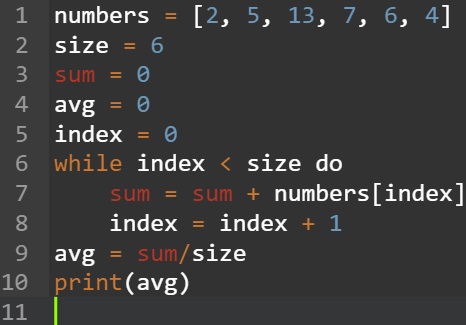 1 numbers = [2, 5, 13, 7, 6, 4]
2 size = 6
3 sum = 0
4 avg = 0
5 index = 0
6 while index < size do
7     sum = sum + numbers[index]
8     index = index + 1
9 avg = sum/size
10 print(avg)
11